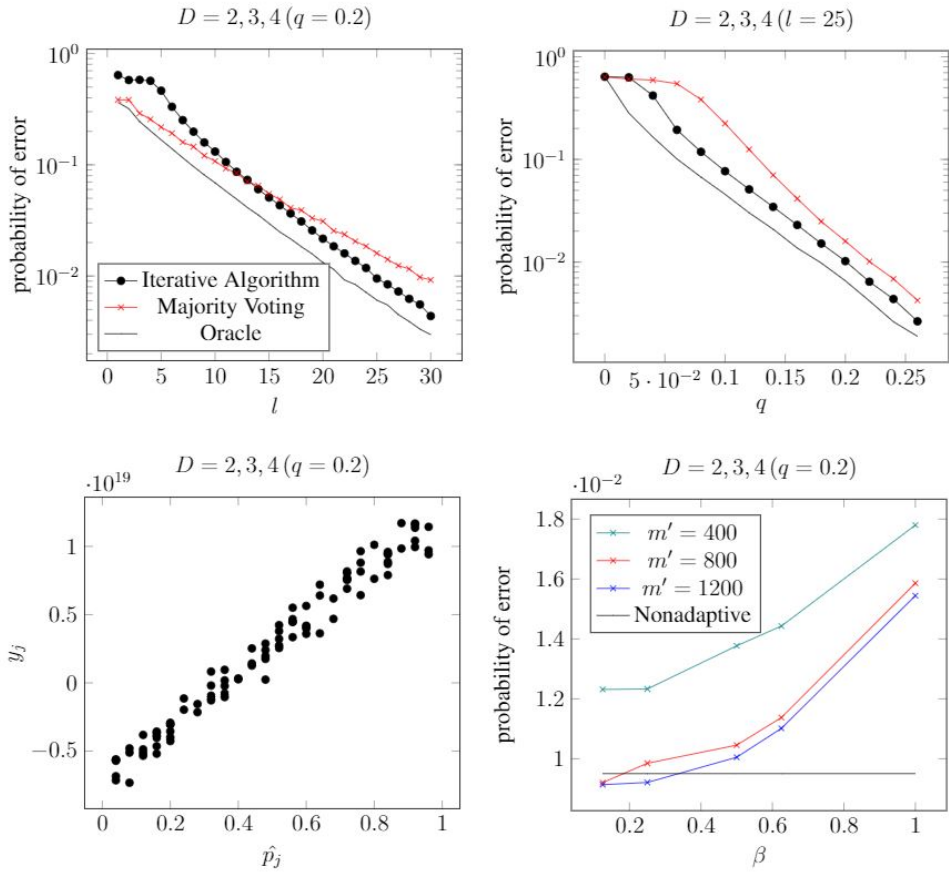 D = 2, 3, 4 (q = 0.2)
10^0
10^{-1}
10^{-2}
probability of error
Iterative Algorithm
Majority Voting
Oracle
0 5 10 15 20 25 30
l
D = 2, 3, 4 (l = 25)
10^0
10^{-1}
10^{-2}
probability of error
0 5 · 10^{-2} 0.1 0.15 0.2 0.25
q
D = 2, 3, 4 (q = 0.2)
·10^{19}
1
0.5
0
−0.5
y_j
0 0.2 0.4 0.6 0.8 1
\hat{p_j}
D = 2, 3, 4 (q = 0.2)
·10^{-2}
1.8
1.6
1.4
1.2
1
probability of error
m′ = 400
m′ = 800
m′ = 1200
Nonadaptive
0.2 0.4 0.6 0.8 1
β